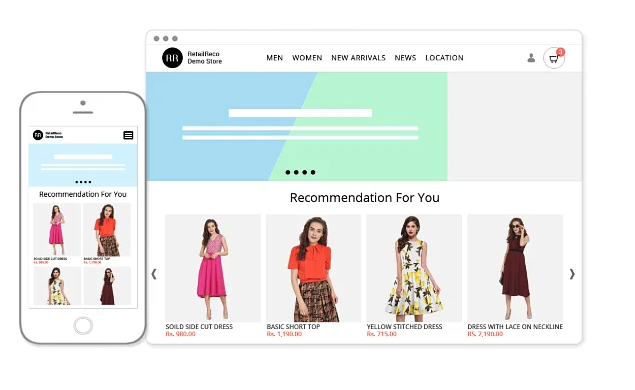 RR
RetailReco
Demo Store
MEN WOMEN NEW ARRIVALS NEWS LOCATION
Recommendation For You
SOILD SIDE CUT DRESS
Rs. 980.00
BASIC SHORT TOP
Rs. 1,190.00
YELLOW STITCHED DRESS
Rs. 715.00
DRESS WITH LACE ON NECKLINE
RS. 2,190.00
RR
RetailReco
Demo Store
Recommendation For You
SOILD SIDE CUT DRESS
Rs. 980.00
BASIC SHORT TOP
Rs. 1,190.00